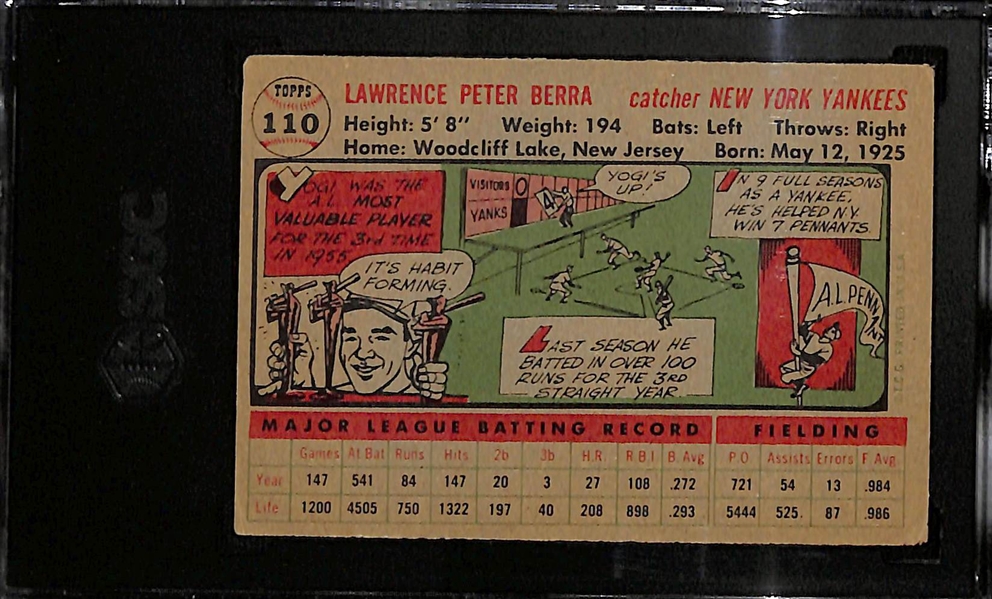 SGC
TOPPS
110
LAWRENCE PETER BERRA catcher NEW YORK YANKEES
Height: 5' 8" Weight: 194 Bats: Left Throws: Right
Home: Woodcliff Lake, New Jersey Born: May 12, 1925
YOGI WAS THE
A.L. MOST
VALUABLE PLAYER
FOR THE 3rd TIME
IN 1955
IT'S HABIT
FORMING.
VISITORS 0
YANKS 4
YOGI'S
UP!
LAST SEASON HE
BATTED IN OVER 100
RUNS FOR THE 3RD
STRAIGHT YEAR.
IN 9 FULL SEASONS
AS A YANKEE,
HE'S HELPED N.Y.
WIN 7 PENNANTS.
A.L. PENNANT
T.C.G. PRINTED IN U.S.A.
MAJOR LEAGUE BATTING RECORD FIELDING
Games At Bat Runs Hits 2b 3b H.R. R.B.I. B. Avg P.O. Assists Errors F. Avg.
Year 147 541 84 147 20 3 27 108 .272 721 54 13 .984
Life 1200 4505 750 1322 197 40 208 898 .293 5444 525. 87 .986